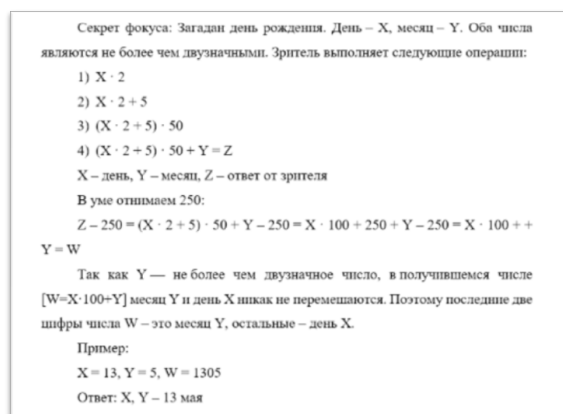 Секрет фокуса: Загадан день рождения. День – X, месяц – Y. Оба числа
являются не более чем двузначными. Зритель выполняет следующие операции:
1) X · 2
2) X · 2 + 5
3) (X · 2 + 5) · 50
4) (X · 2 + 5) · 50 + Y = Z
X – день, Y – месяц, Z – ответ от зрителя
В уме отнимаем 250:
Z – 250 = (X · 2 + 5) · 50 + Y – 250 = X · 100 + 250 + Y – 250 = X · 100 + +
Y = W
Так как Y — не более чем двузначное число, в получившемся числе
[W=X·100+Y] месяц Y и день X никак не перемешаются. Поэтому последние две
цифры числа W – это месяц Y, остальные – день X.
Пример:
X = 13, Y = 5, W = 1305
Ответ: X, Y – 13 мая